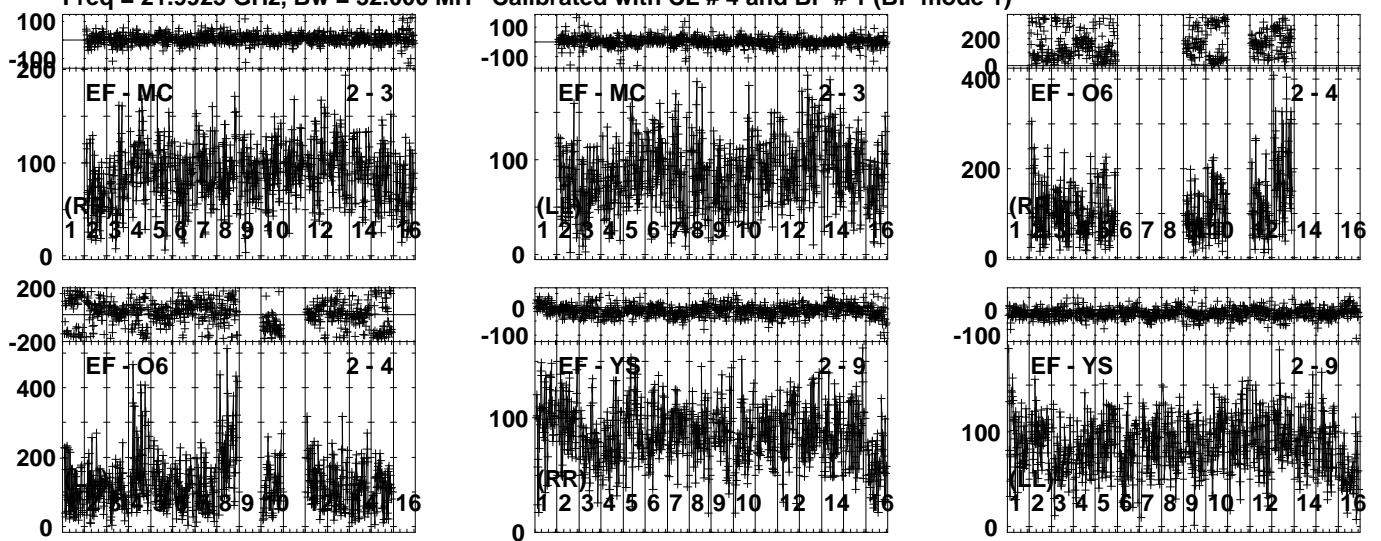 Freq = 21.9925 GHz, Bw = 32.000 MH Calibrated with CL # 4 and BP # 1 (BP mode 1)
100
-100
200
EF - MC 2 - 3
100
(RR)
1 2 3 4 5 6 7 8 9 10 12 14 16
0
100
-100
EF - MC 2 - 3
100
(LL)
1 2 3 4 5 6 7 8 10 12 14 16
0
200
0
400
EF - O6 2 - 4
200
(RR)
1 2 3 4 5 6 7 8 9 10 12 14 16
0
200
-200
EF - O6 2 - 4
400
200
2 3 4 5 6 7 8 9 10 12 14 16
0
0
-100
EF - YS 2 - 9
100
(RR)
1 2 3 4 5 6 7 8 9 10 12 14 16
0
0
-100
EF - YS 2 - 9
100
(LL)
1 2 3 4 5 6 7 8 10 12 14 16
0